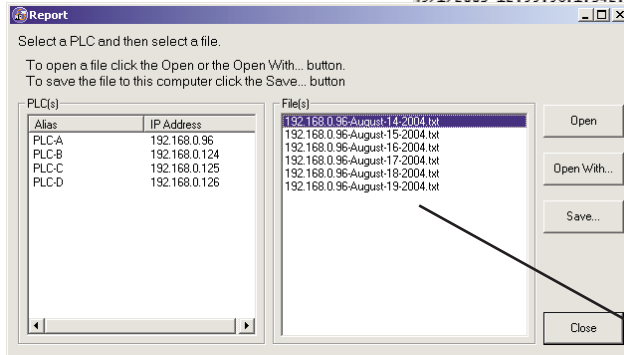 Report
Select a PLC and then select a file.
To open a file click the Open or the Open With... button.
To save the file to this computer click the Save... button
PLC(s)
Alias IP Address
PLC-A 192.168.0.96
PLC-B 192.168.0.124
PLC-C 192.168.0.125
PLC-D 192.168.0.126
File(s)
192.168.0.96-August-14-2004.txt
192.168.0.96-August-15-2004.txt
192.168.0.96-August-16-2004.txt
192.168.0.96-August-17-2004.txt
192.168.0.96-August-18-2004.txt
192.168.0.96-August-19-2004.txt
Open
Open With...
Save...
Close